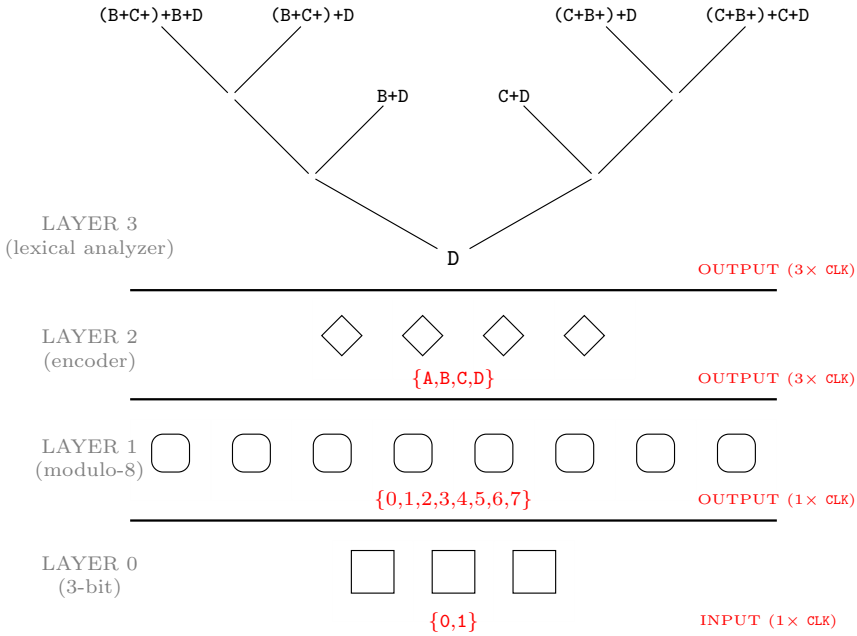 (B+C+)+B+D (B+C+)+D (C+B+)+D (C+B+)+C+D
B+D C+D
LAYER 3
(lexical analyzer)
D
OUTPUT (3× CLK)
LAYER 2
(encoder)
{A,B,C,D}
OUTPUT (3× CLK)
LAYER 1
(modulo-8)
{0,1,2,3,4,5,6,7}
OUTPUT (1× CLK)
LAYER 0
(3-bit)
{0,1}
INPUT (1× CLK)